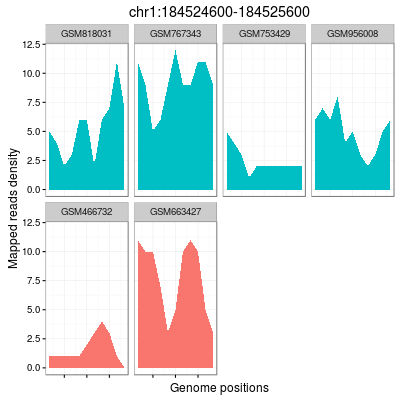 chr1:184524600-184525600
GSM818031 GSM767343 GSM753429 GSM956008
12.5
10.0
7.5
5.0
2.5
0.0
GSM466732 GSM663427
12.5
10.0
7.5
5.0
2.5
0.0
Mapped reads density
Genome positions